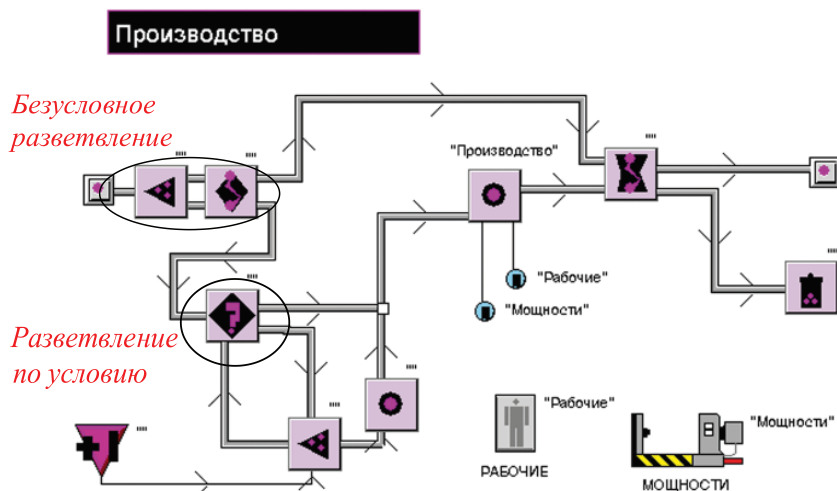 Производство
Безусловное
разветвление
""
""
""
"Производство"
""
""
"Рабочие"
"Мощности"
Разветвление
по условию
""
""
""
"Рабочие"
"Мощности"
РАБОЧИЕ
МОЩНОСТИ